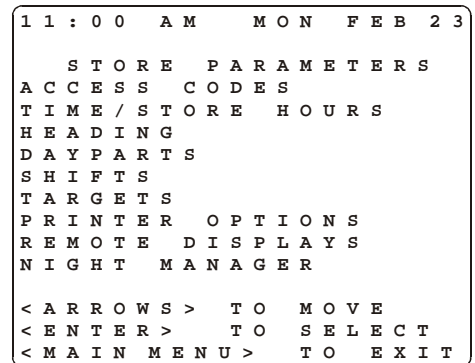 11:00 AM MON FEB 23
STORE PARAMETERS
ACCESS CODES
TIME/STORE HOURS
HEADING
DAYPARTS
SHIFTS
TARGETS
PRINTER OPTIONS
REMOTE DISPLAYS
NIGHT MANAGER
<ARROWS> TO MOVE
<ENTER> TO SELECT
<MAIN MENU> TO EXIT